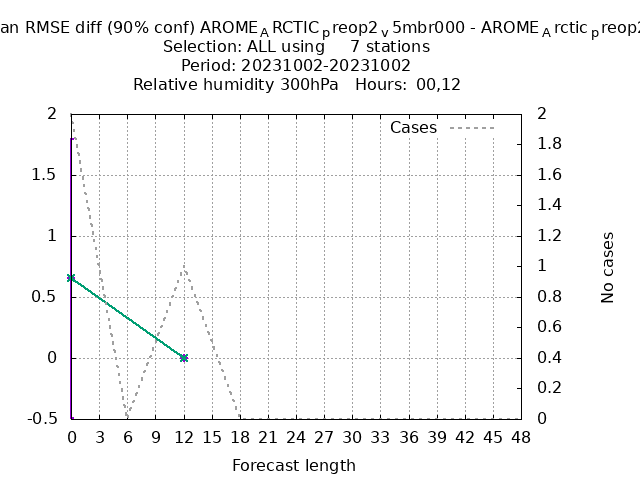 an RMSE diff (90% conf) AROME_ARCTIC_preop2_v5mbr000 - AROME_Arctic_preop2
Selection: ALL using 7 stations
Period: 20231002-20231002
Relative humidity 300hPa Hours: 00,12
Cases
2
1.5
1
0.5
0
-0.5
2
1.8
1.6
1.4
1.2
1
0.8
0.6
0.4
0.2
0
No cases
0 3 6 9 12 15 18 21 24 27 30 33 36 39 42 45 48
Forecast length